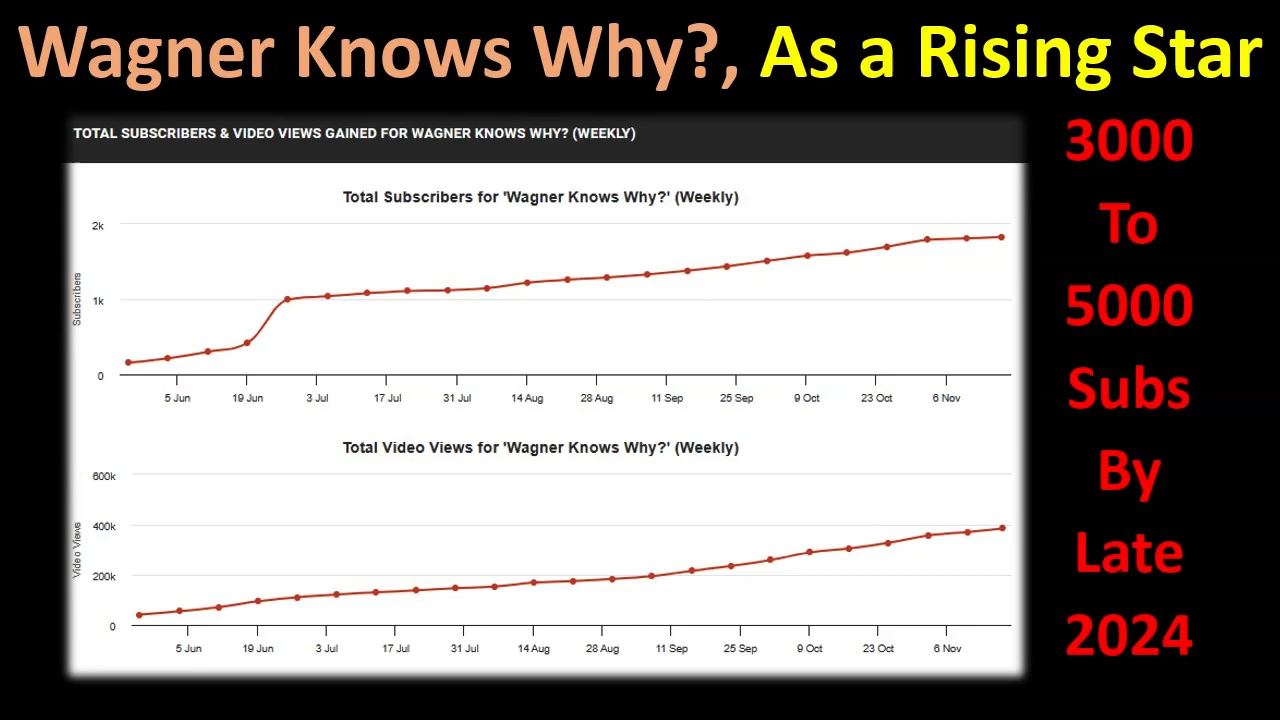 Wagner Knows Why?, As a Rising Star
TOTAL SUBSCRIBERS & VIDEO VIEWS GAINED FOR WAGNER KNOWS WHY? (WEEKLY)
Total Subscribers for 'Wagner Knows Why?' (Weekly)
2k
1k
0
Subscribers
5 Jun 19 Jun 3 Jul 17 Jul 31 Jul 14 Aug 28 Aug 11 Sep 25 Sep 9 Oct 23 Oct 6 Nov
Total Video Views for 'Wagner Knows Why?' (Weekly)
600k
400k
200k
0
Video Views
5 Jun 19 Jun 3 Jul 17 Jul 31 Jul 14 Aug 28 Aug 11 Sep 25 Sep 9 Oct 23 Oct 6 Nov
3000
To
5000
Subs
By
Late
2024